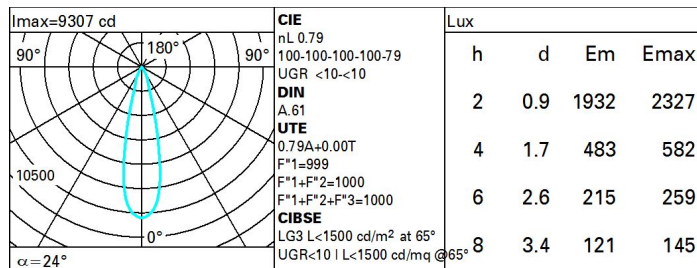 Imax=9307 cd
90° 180° 90°
10500
0°
α=24°
CIE
nL 0.79
100-100-100-100-79
UGR <10-<10
DIN
A.61
UTE
0.79A+0.00T
F"1=999
F"1+F"2=1000
F"1+F"2+F"3=1000
CIBSE
LG3 L<1500 cd/m² at 65°
UGR<10 | L<1500 cd/mq @65°
Lux
h d Em Emax
2 0.9 1932 2327
4 1.7 483 582
6 2.6 215 259
8 3.4 121 145